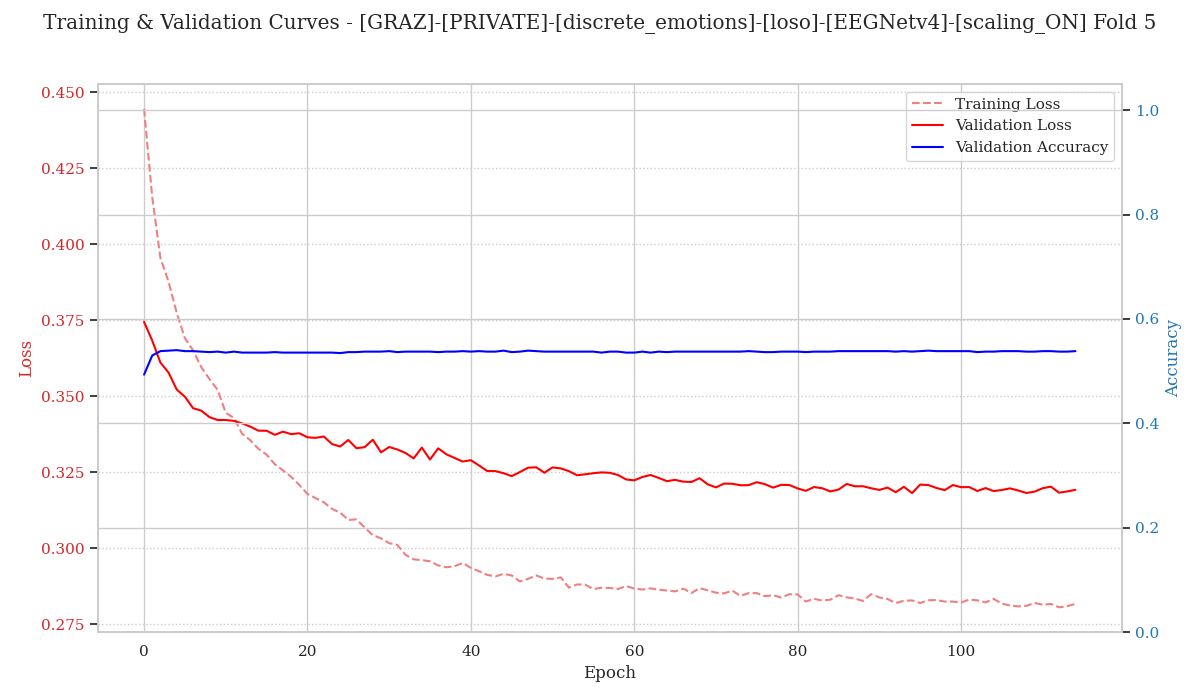 Training & Validation Curves - [GRAZ]-[PRIVATE]-[discrete_emotions]-[loso]-[EEGNetv4]-[scaling_ON] Fold 5
Training Loss
Validation Loss
Validation Accuracy
Loss
0.450
0.425
0.400
0.375
0.350
0.325
0.300
0.275
1.0
0.8
0.6
0.4
0.2
0.0
Accuracy
0
20
40
60
80
100
Epoch